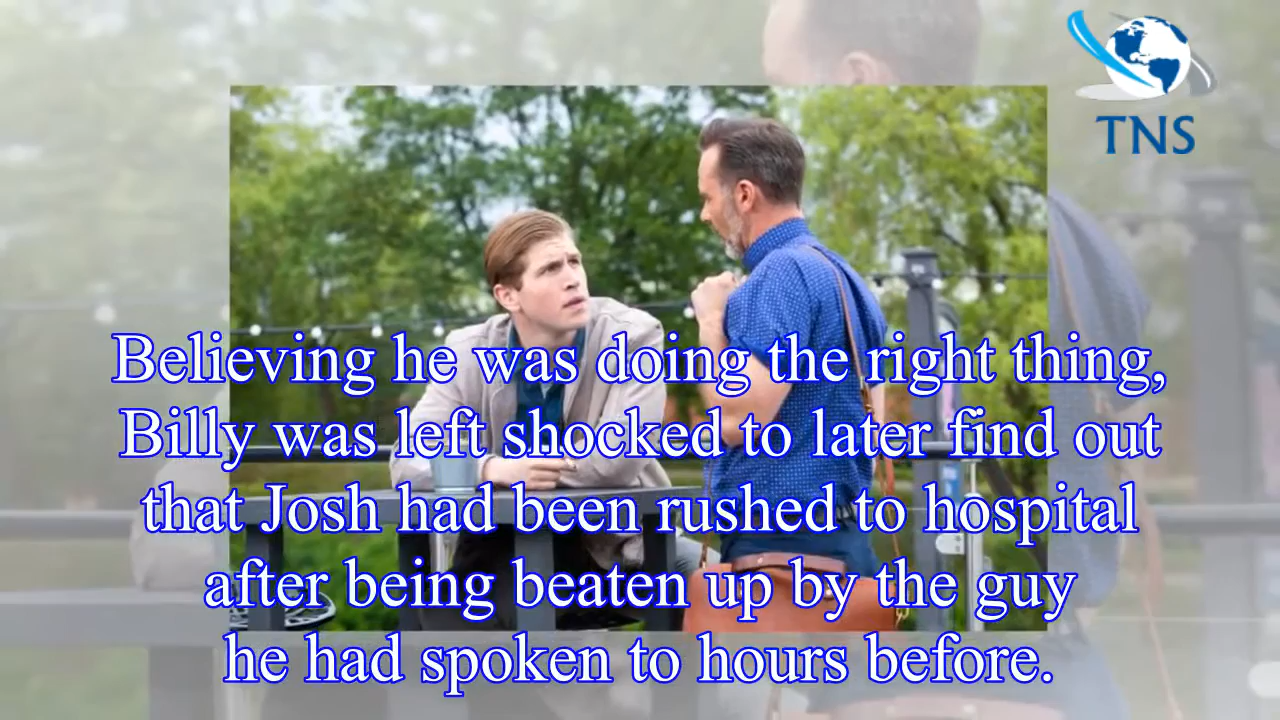 TNS
Believing he was doing the right thing,
Billy was left shocked to later find out
that Josh had been rushed to hospital
after being beaten up by the guy
he had spoken to hours before.